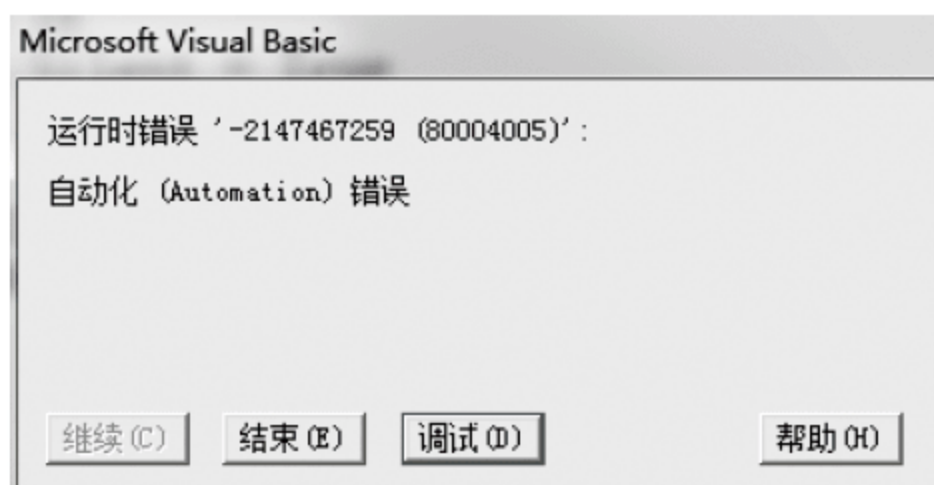 Microsoft Visual Basic
运行时错误 '-2147467259 (80004005)':
自动化 (Automation) 错误
继续(C)
结束(E)
调试(D)
帮助(H)